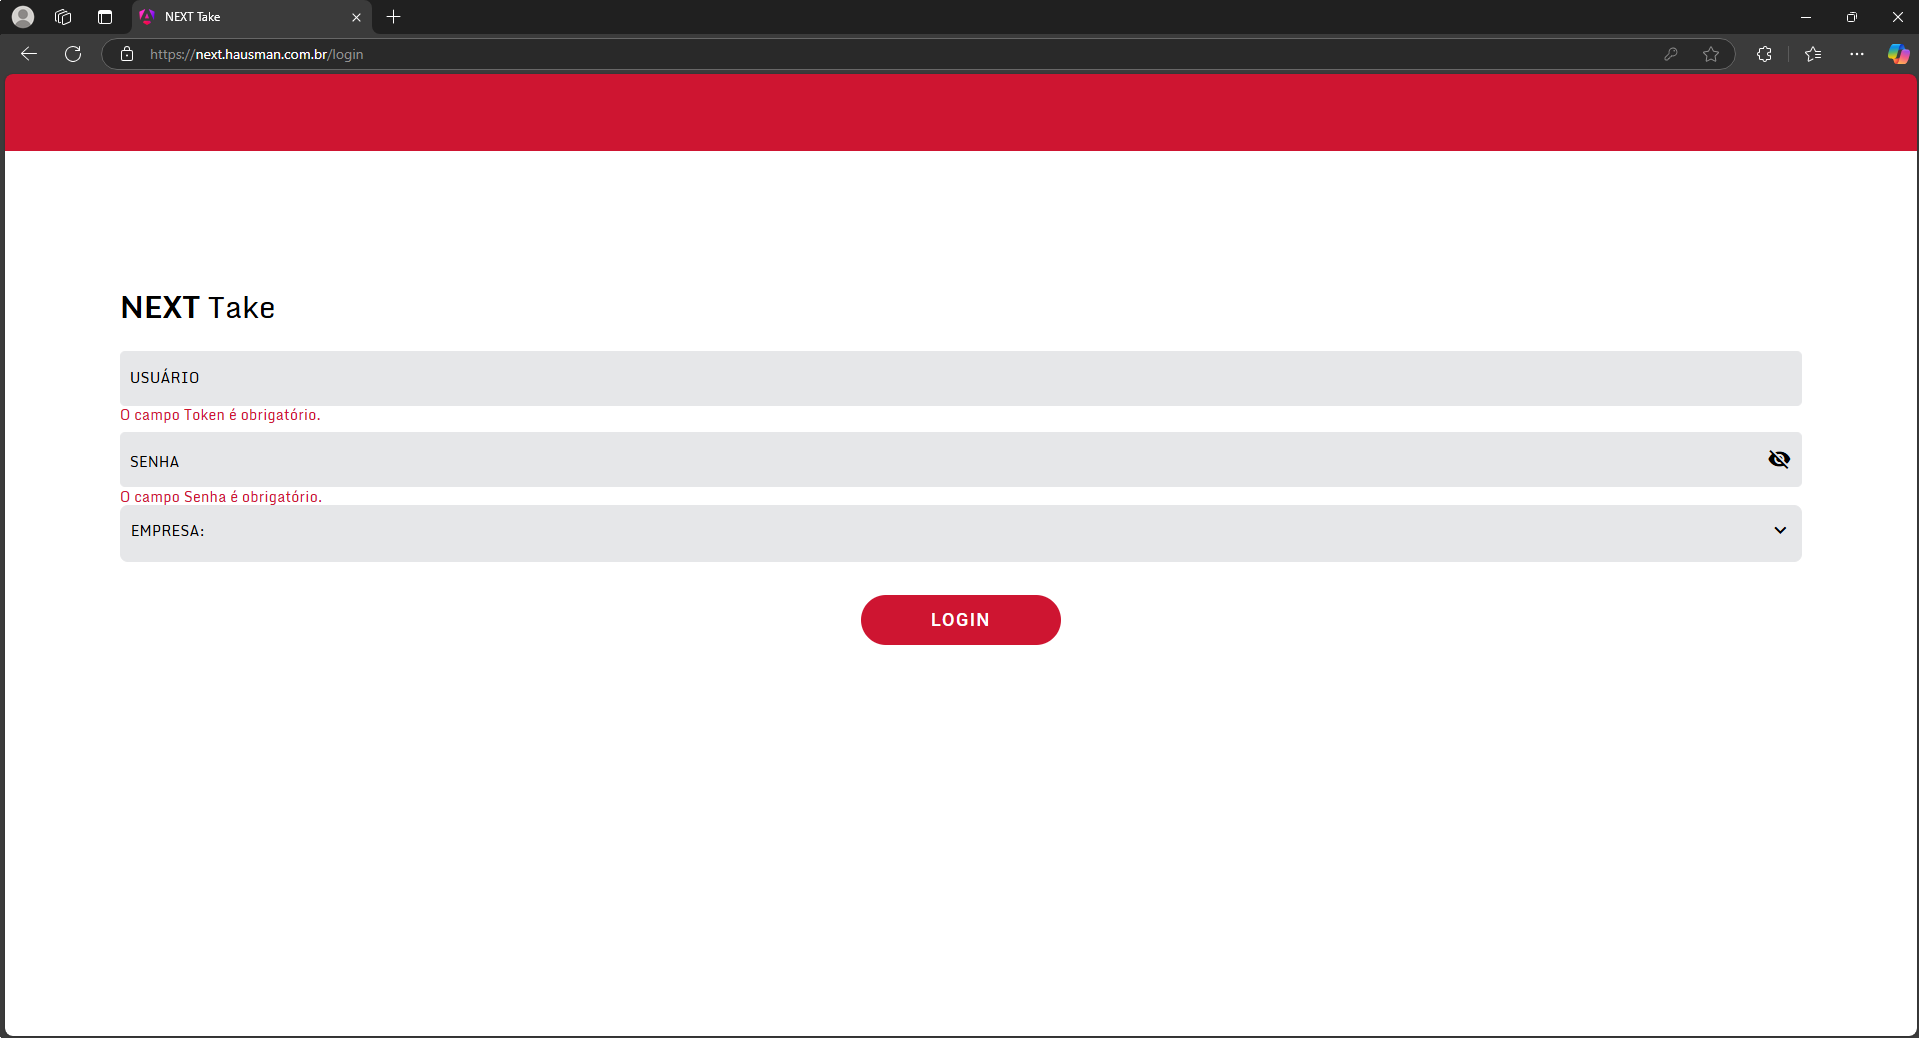 NEXT Take
https://next.hausman.com.br/login
NEXT Take
USUÁRIO
O campo Token é obrigatório.
SENHA
O campo Senha é obrigatório.
EMPRESA:
LOGIN